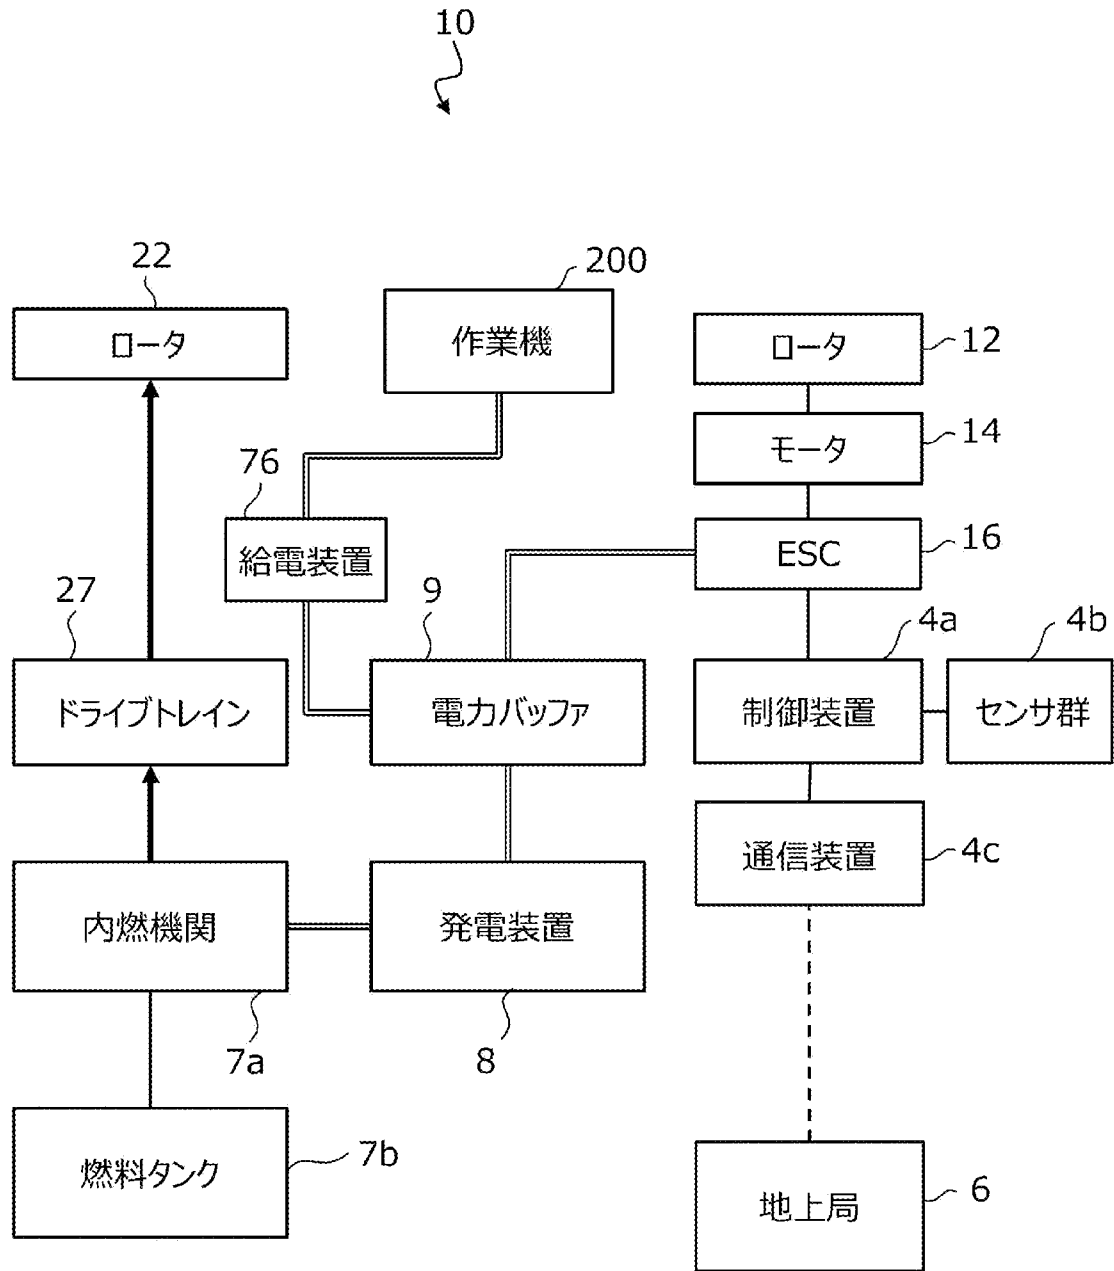 10
22
ロータ
200
作業機
ロータ
12
モータ
14
76
給電装置
ESC
16
27
ドライブトレイン
9
電力バッファ
4a
制御装置
4b
センサ群
通信装置
4c
内燃機関
7a
発電装置
8
燃料タンク
7b
地上局
6